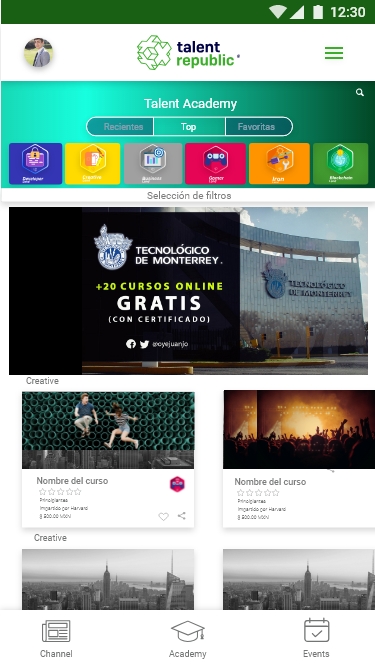 12:30
talent
republic
Talent Academy
Recientes Top Favoritas
Developer
Creative
Business
Gamer
Blockchain
Selección de filtros
TECNOLÓGICO
DE MONTERREY
TECNOLÓGICO
DE MONTERREY
+20 CURSOS ONLINE
GRATIS
(CON CERTIFICADO)
@oyejuanjo
Creative
Nombre del curso
Principiantes
Impartido por Harvard
$ 500.00 MXN
Nombre del curso
Principiantes
Impartido por Harvard
$ 500.00 MXN
Creative
Channel Academy Events